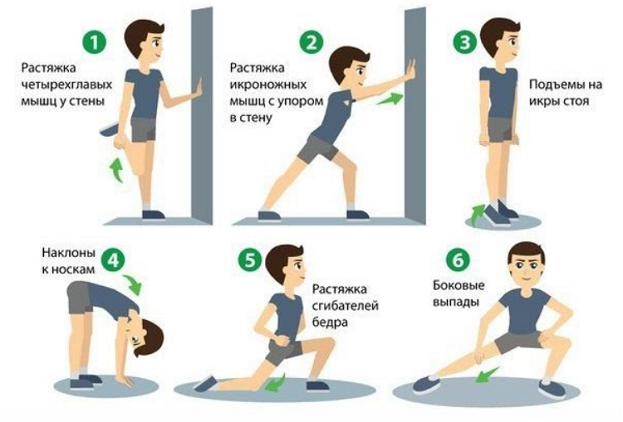 1
Растяжка
четырехглавых
мышц у стены
2
Растяжка
икроножных
мышц с упором
в стену
3
Подъемы на
икры стоя
Наклоны
к носкам
4
5
Растяжка
сгибателей
бедра
6
Боковые
выпады